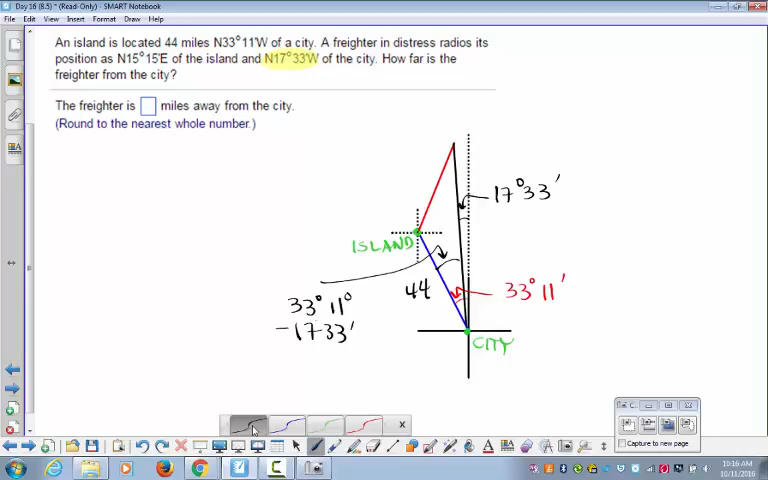 Day 16 (8.5) * (Read-Only) - SMART Notebook
File Edit View Insert Format Draw Help
An island is located 44 miles N33°11'W of a city. A freighter in distress radios its
position as N15°15'E of the island and N17°33'W of the city. How far is the
freighter from the city?
The freighter is miles away from the city.
(Round to the nearest whole number.)
17°33'
ISLAND
44
33°11'
33°11°
-17·33'
CITY
Capture to new page
10:16 AM
10/11/2016